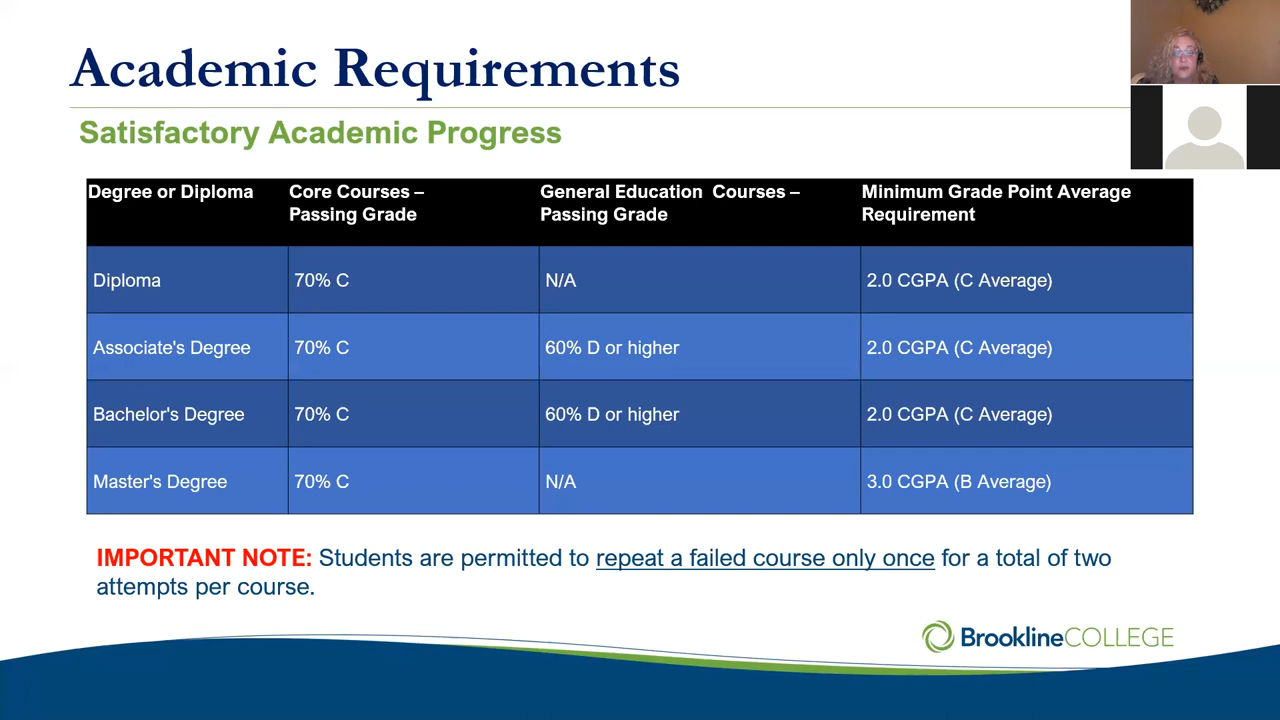 Academic Requirements
Satisfactory Academic Progress
Degree or Diploma
Core Courses –
Passing Grade
General Education  Courses –
Passing Grade
Minimum Grade Point Average
Requirement
Diploma
70% C
N/A
2.0 CGPA (C Average)
Associate's Degree
70% C
60% D or higher
2.0 CGPA (C Average)
Bachelor's Degree
70% C
60% D or higher
2.0 CGPA (C Average)
Master's Degree
70% C
N/A
3.0 CGPA (B Average)
IMPORTANT NOTE: Students are permitted to repeat a failed course only once for a total of two
attempts per course.
BrooklineCOLLEGE